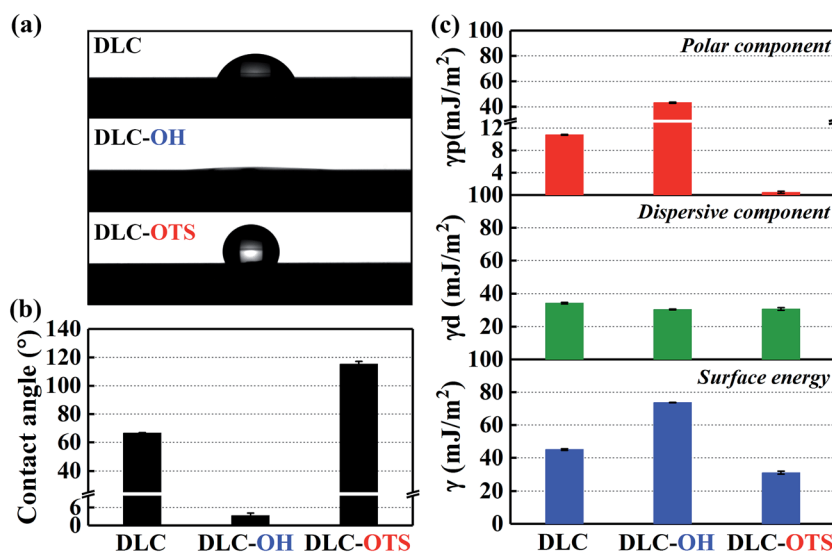 (a)
DLC
DLC-OH
DLC-OTS
(b)
Contact angle (°)
140
120
100
80
60
40
6
0
DLC DLC-OH DLC-OTS
(c)
γp(mJ/m²)
100
80
60
40
12
8
4
Polar component
γd (mJ/m²)
100
80
60
40
20
Dispersive component
γ (mJ/m²)
100
80
60
40
20
0
Surface energy
DLC DLC-OH DLC-OTS